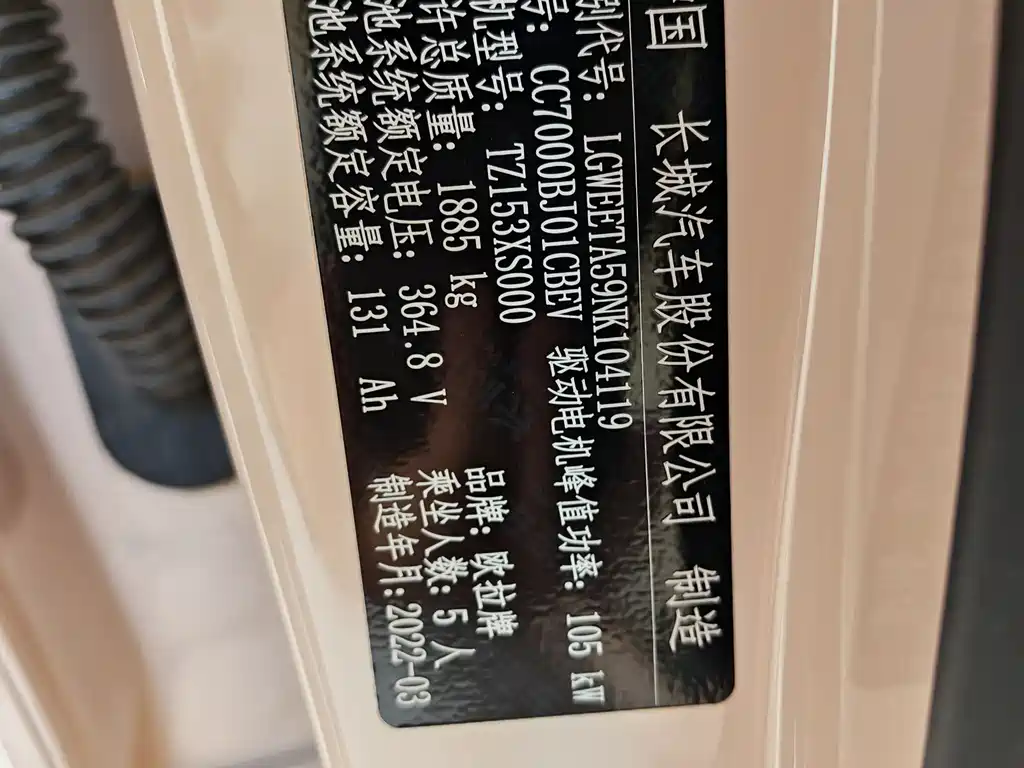 中国 长城汽车股份有限公司 制造
别代号: LGWEETA59NK104119
号: CC7000BJ01CBEV 驱动电机峰值功率: 105 kW
机型号: TZ153XS000
许总质量: 1885 kg 品牌: 欧拉牌
池系统额定电压: 364.8 V 乘坐人数: 5 人
池系统额定容量: 131 Ah 制造年月: 2022-03